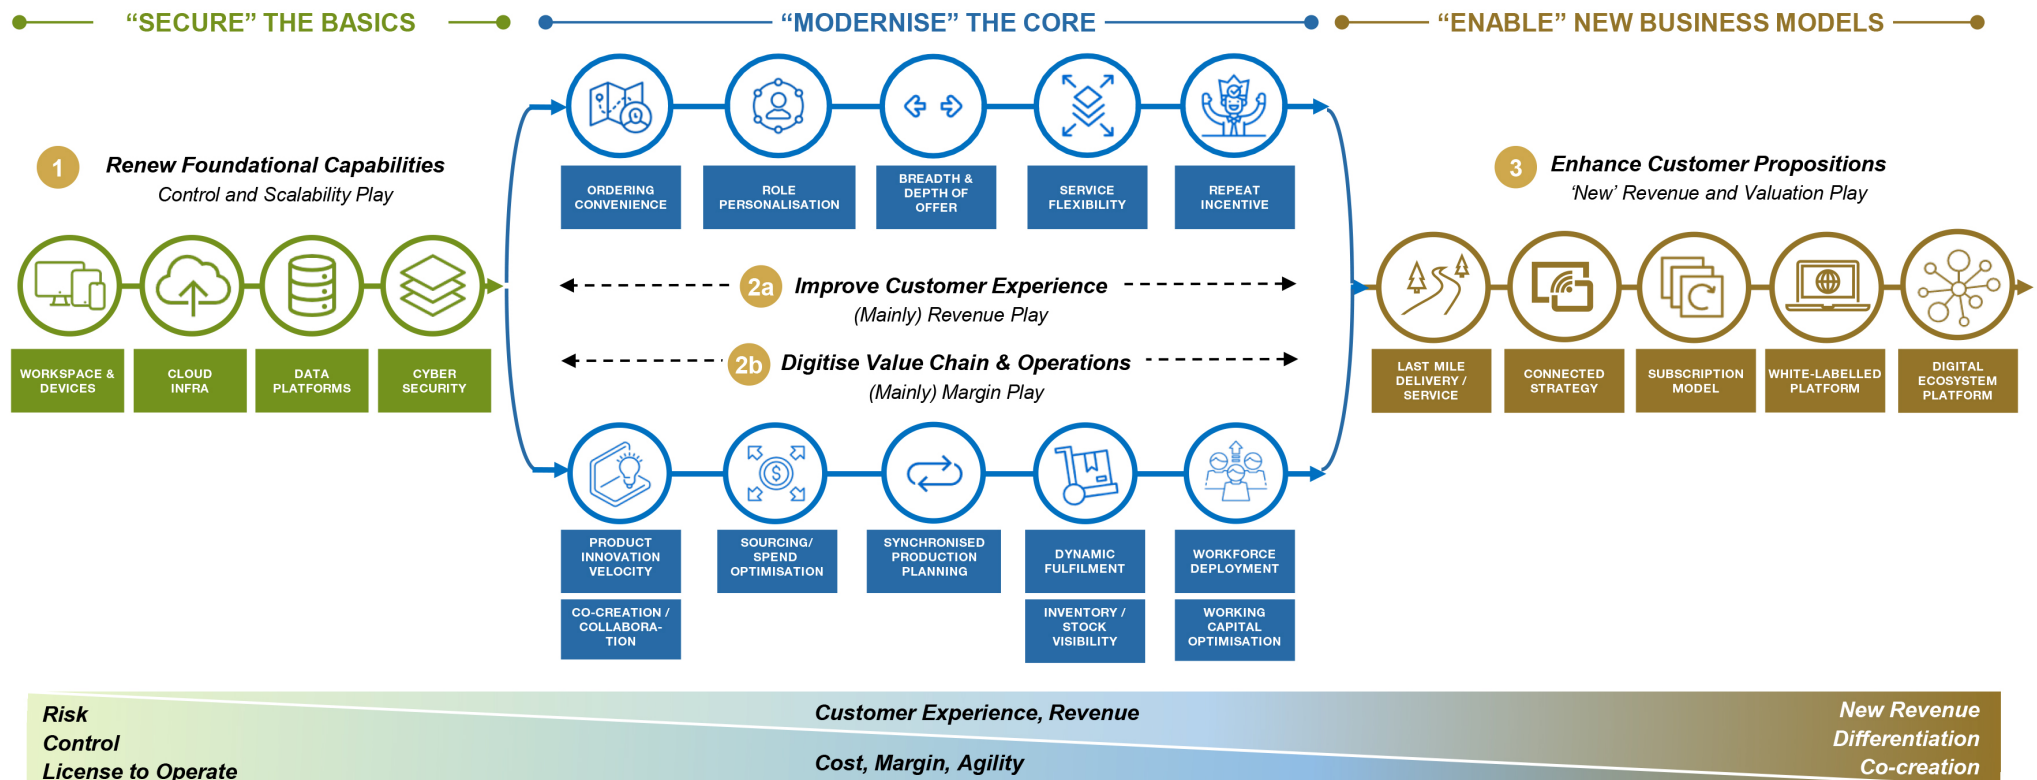 “SECURE” THE BASICS
“MODERNISE” THE CORE
“ENABLE” NEW BUSINESS MODELS
1
Renew Foundational Capabilities
Control and Scalability Play
WORKSPACE &
DEVICES
CLOUD
INFRA
DATA
PLATFORMS
CYBER
SECURITY
ORDERING
CONVENIENCE
ROLE
PERSONALISATION
BREADTH &
DEPTH OF
OFFER
SERVICE
FLEXIBILITY
REPEAT
INCENTIVE
2a
Improve Customer Experience
(Mainly) Revenue Play
2b
Digitise Value Chain & Operations
(Mainly) Margin Play
$
PRODUCT
INNOVATION
VELOCITY
SOURCING/
SPEND
OPTIMISATION
SYNCHRONISED
PRODUCTION
PLANNING
DYNAMIC
FULFILMENT
WORKFORCE
DEPLOYMENT
CO-CREATION /
COLLABORA-
TION
INVENTORY /
STOCK
VISIBILITY
WORKING
CAPITAL
OPTIMISATION
3
Enhance Customer Propositions
‘New’ Revenue and Valuation Play
LAST MILE
DELIVERY /
SERVICE
CONNECTED
STRATEGY
SUBSCRIPTION
MODEL
WHITE-LABELLED
PLATFORM
DIGITAL
ECOSYSTEM
PLATFORM
Risk
Control
License to Operate
Customer Experience, Revenue
Cost, Margin, Agility
New Revenue
Differentiation
Co-creation